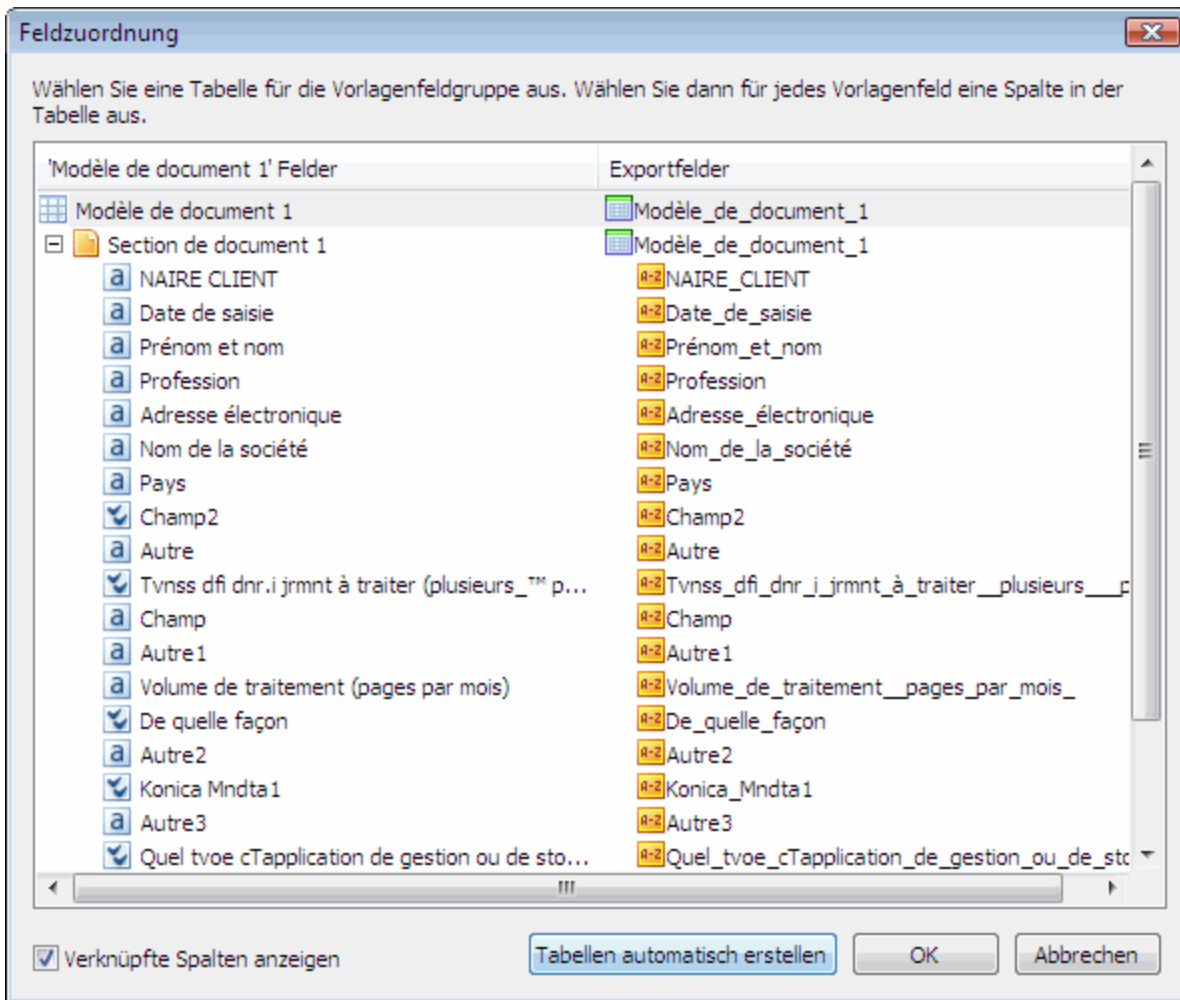 Feldzuordnung
Wählen Sie eine Tabelle für die Vorlagenfeldgruppe aus. Wählen Sie dann für jedes Vorlagenfeld eine Spalte in der
Tabelle aus.
'Modèle de document 1' Felder Exportfelder
Modèle de document 1 Modèle_de_document_1
Section de document 1 Modèle_de_document_1
NAIRE CLIENT NAIRE_CLIENT
Date de saisie Date_de_saisie
Prénom et nom Prénom_et_nom
Profession Profession
Adresse électronique Adresse_électronique
Nom de la société Nom_de_la_société
Pays Pays
Champ2 Champ2
Autre Autre
Tvnss dfi dnr.i jrmnt à traiter (plusieurs_™ p... Tvnss_dfi_dnr_i_jrmnt_à_traiter__plusieurs___p
Champ Champ
Autre1 Autre1
Volume de traitement (pages par mois) Volume_de_traitement__pages_par_mois_
De quelle façon De_quelle_façon
Autre2 Autre2
Konica Mndta1 Konica_Mndta1
Autre3 Autre3
Quel tvoe cTapplication de gestion ou de sto... Quel_tvoe_cTapplication_de_gestion_ou_de_stc
Verknüpfte Spalten anzeigen Tabellen automatisch erstellen OK Abbrechen